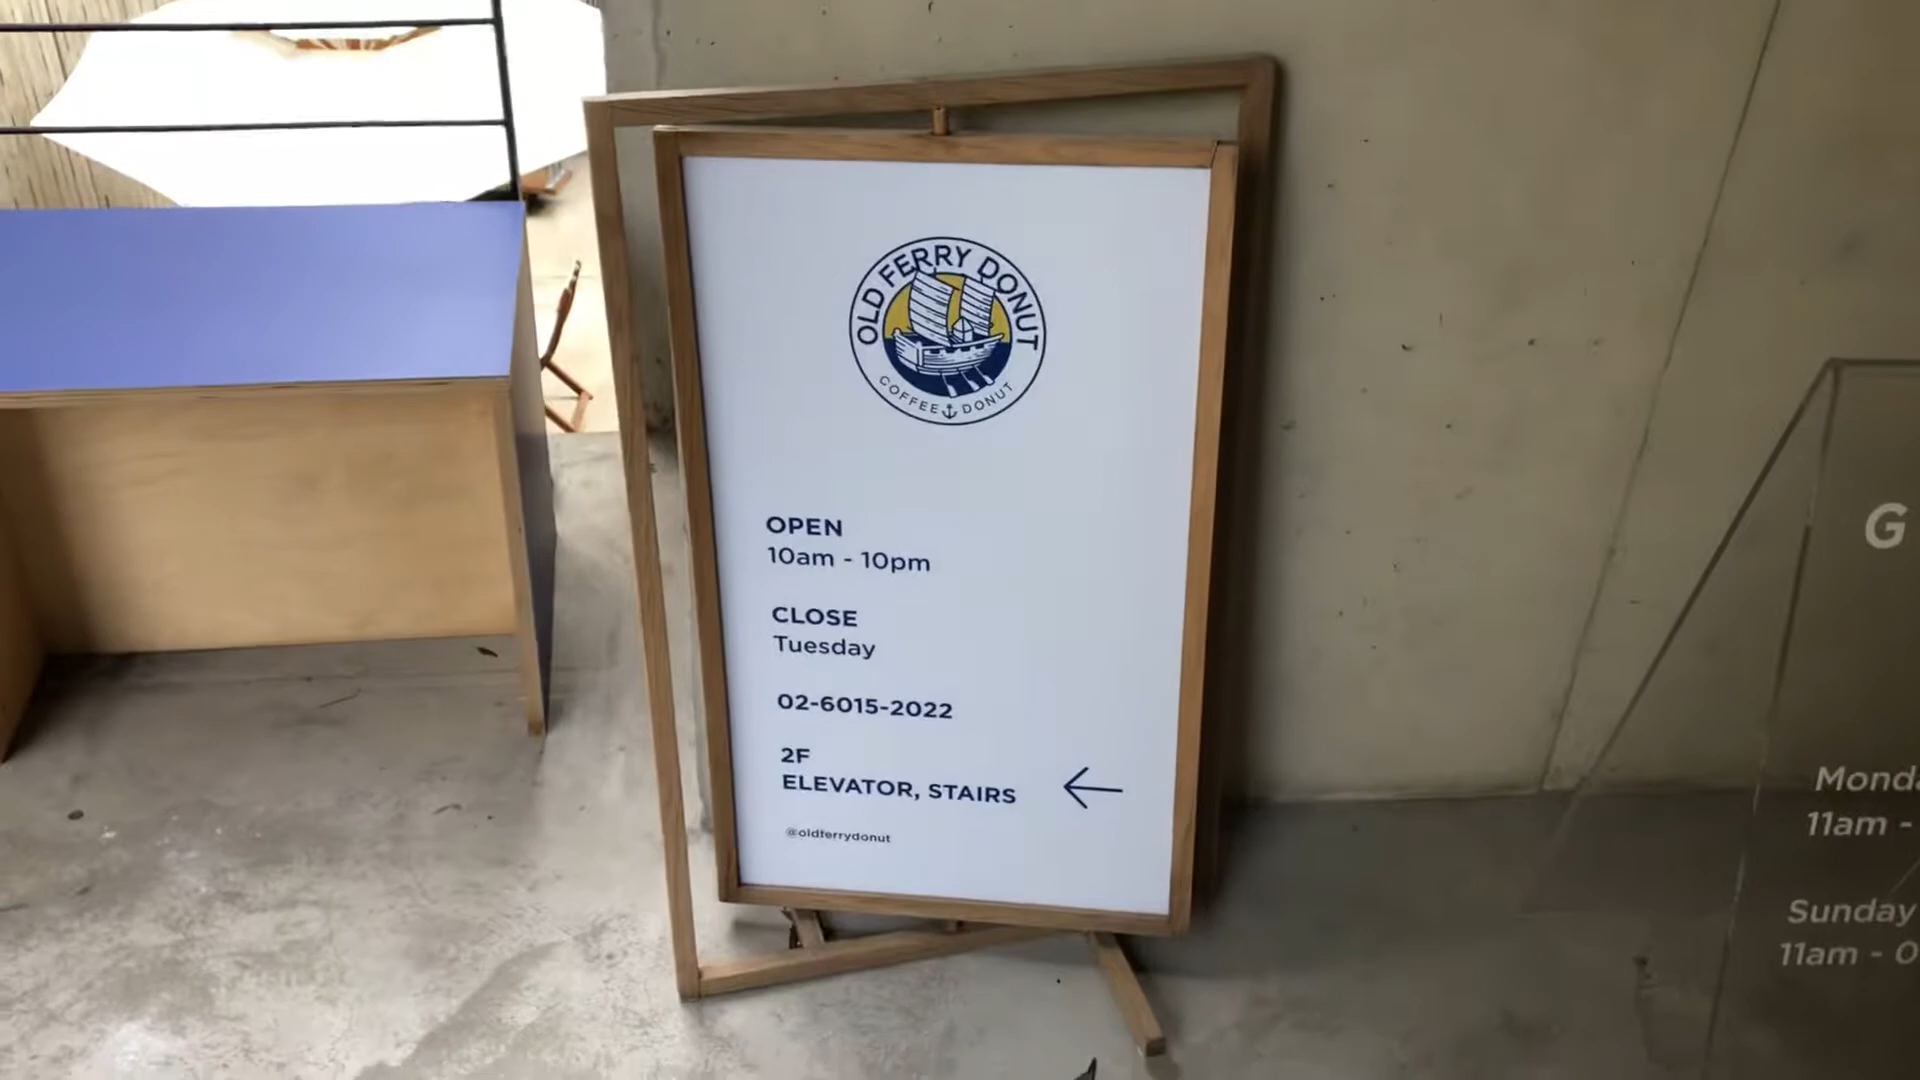 OLD FERRY DONUT
COFFEE DONUT
OPEN
10am - 10pm
CLOSE
Tuesday
02-6015-2022
2F
ELEVATOR, STAIRS
@oldferrydonut
G
11am -
Sunday
11am - 0